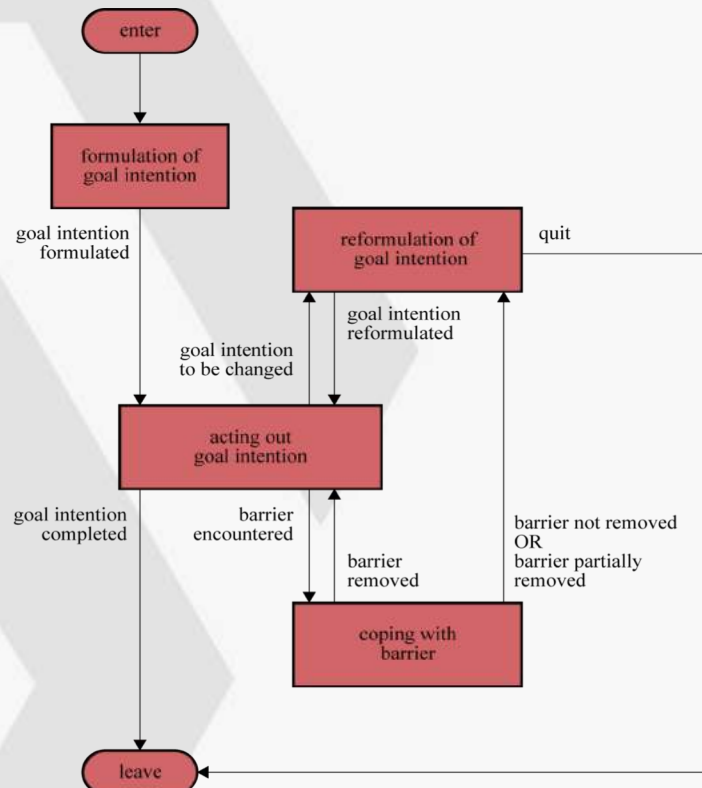 enter
formulation of
goal intention
goal intention
formulated
reformulation of
goal intention
quit
goal intention
reformulated
goal intention
to be changed
acting out
goal intention
goal intention
completed
barrier
encountered
barrier
removed
barrier not removed
OR
barrier partially
removed
coping with
barrier
leave